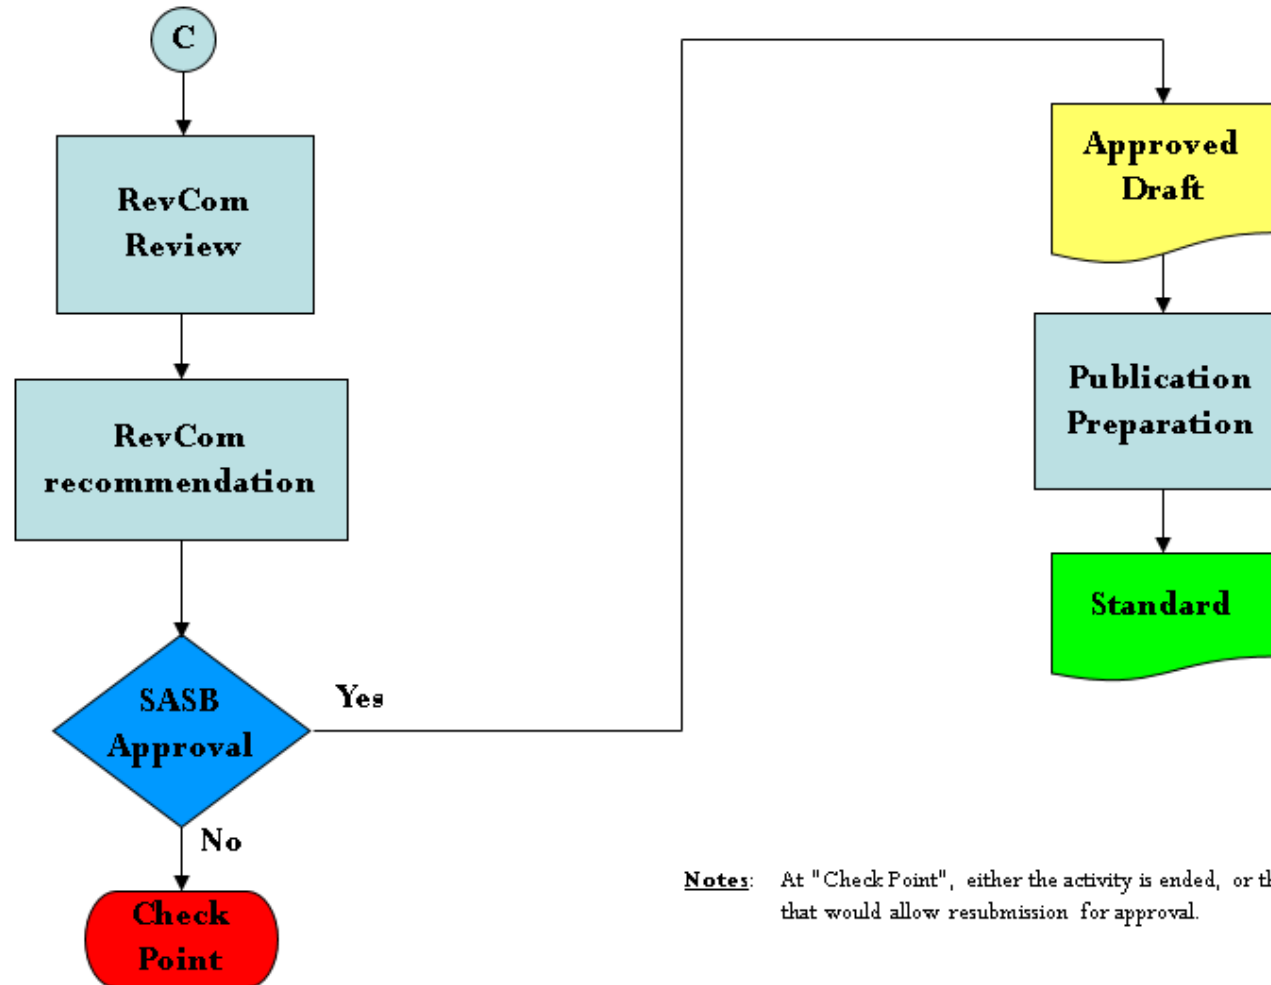 C
RevCom
Review
RevCom
recommendation
SASB
Approval
Yes
No
Check
Point
Approved
Draft
Publication
Preparation
Standard
Notes: At "Check Point", either the activity is ended, or th
that would allow resubmission for approval.